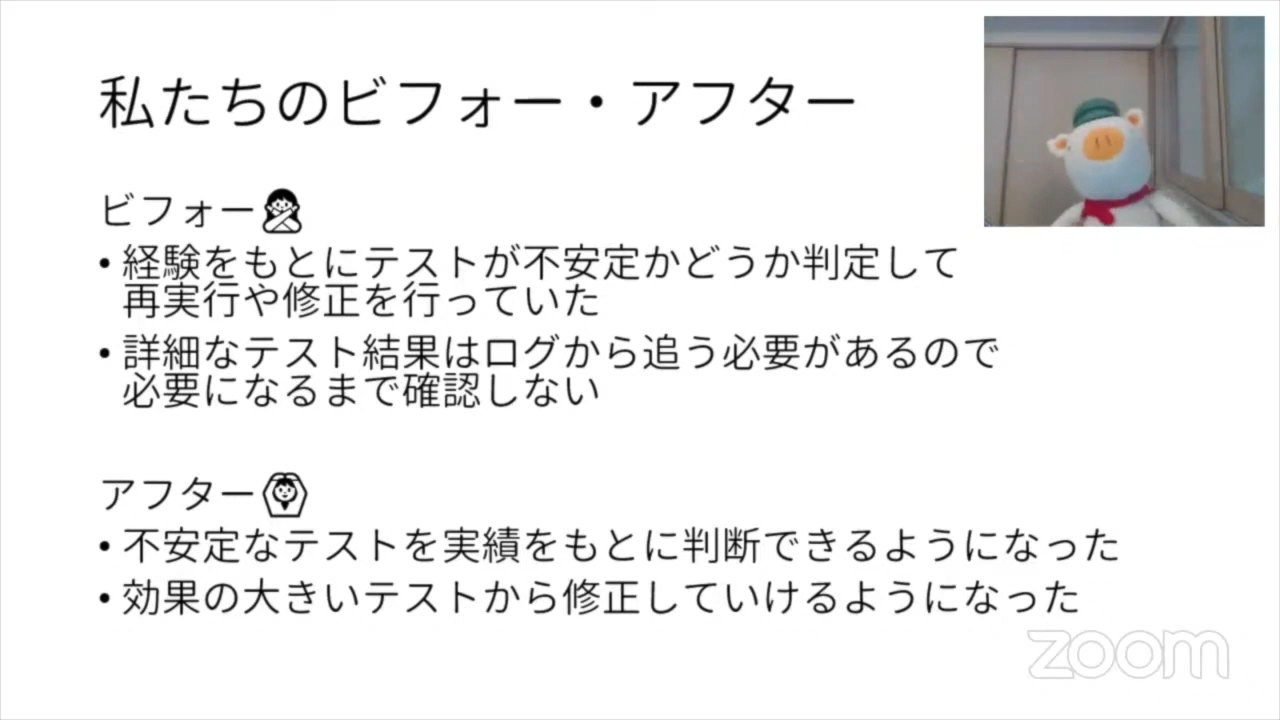 私たちのビフォー・アフター
ビフォー🙅‍♀️
• 経験をもとにテストが不安定かどうか判定して
再実行や修正を行っていた
• 詳細なテスト結果はログから追う必要があるので
必要になるまで確認しない
アフター🙆
• 不安定なテストを実績をもとに判断できるようになった
• 効果の大きいテストから修正していけるようになった
zoom